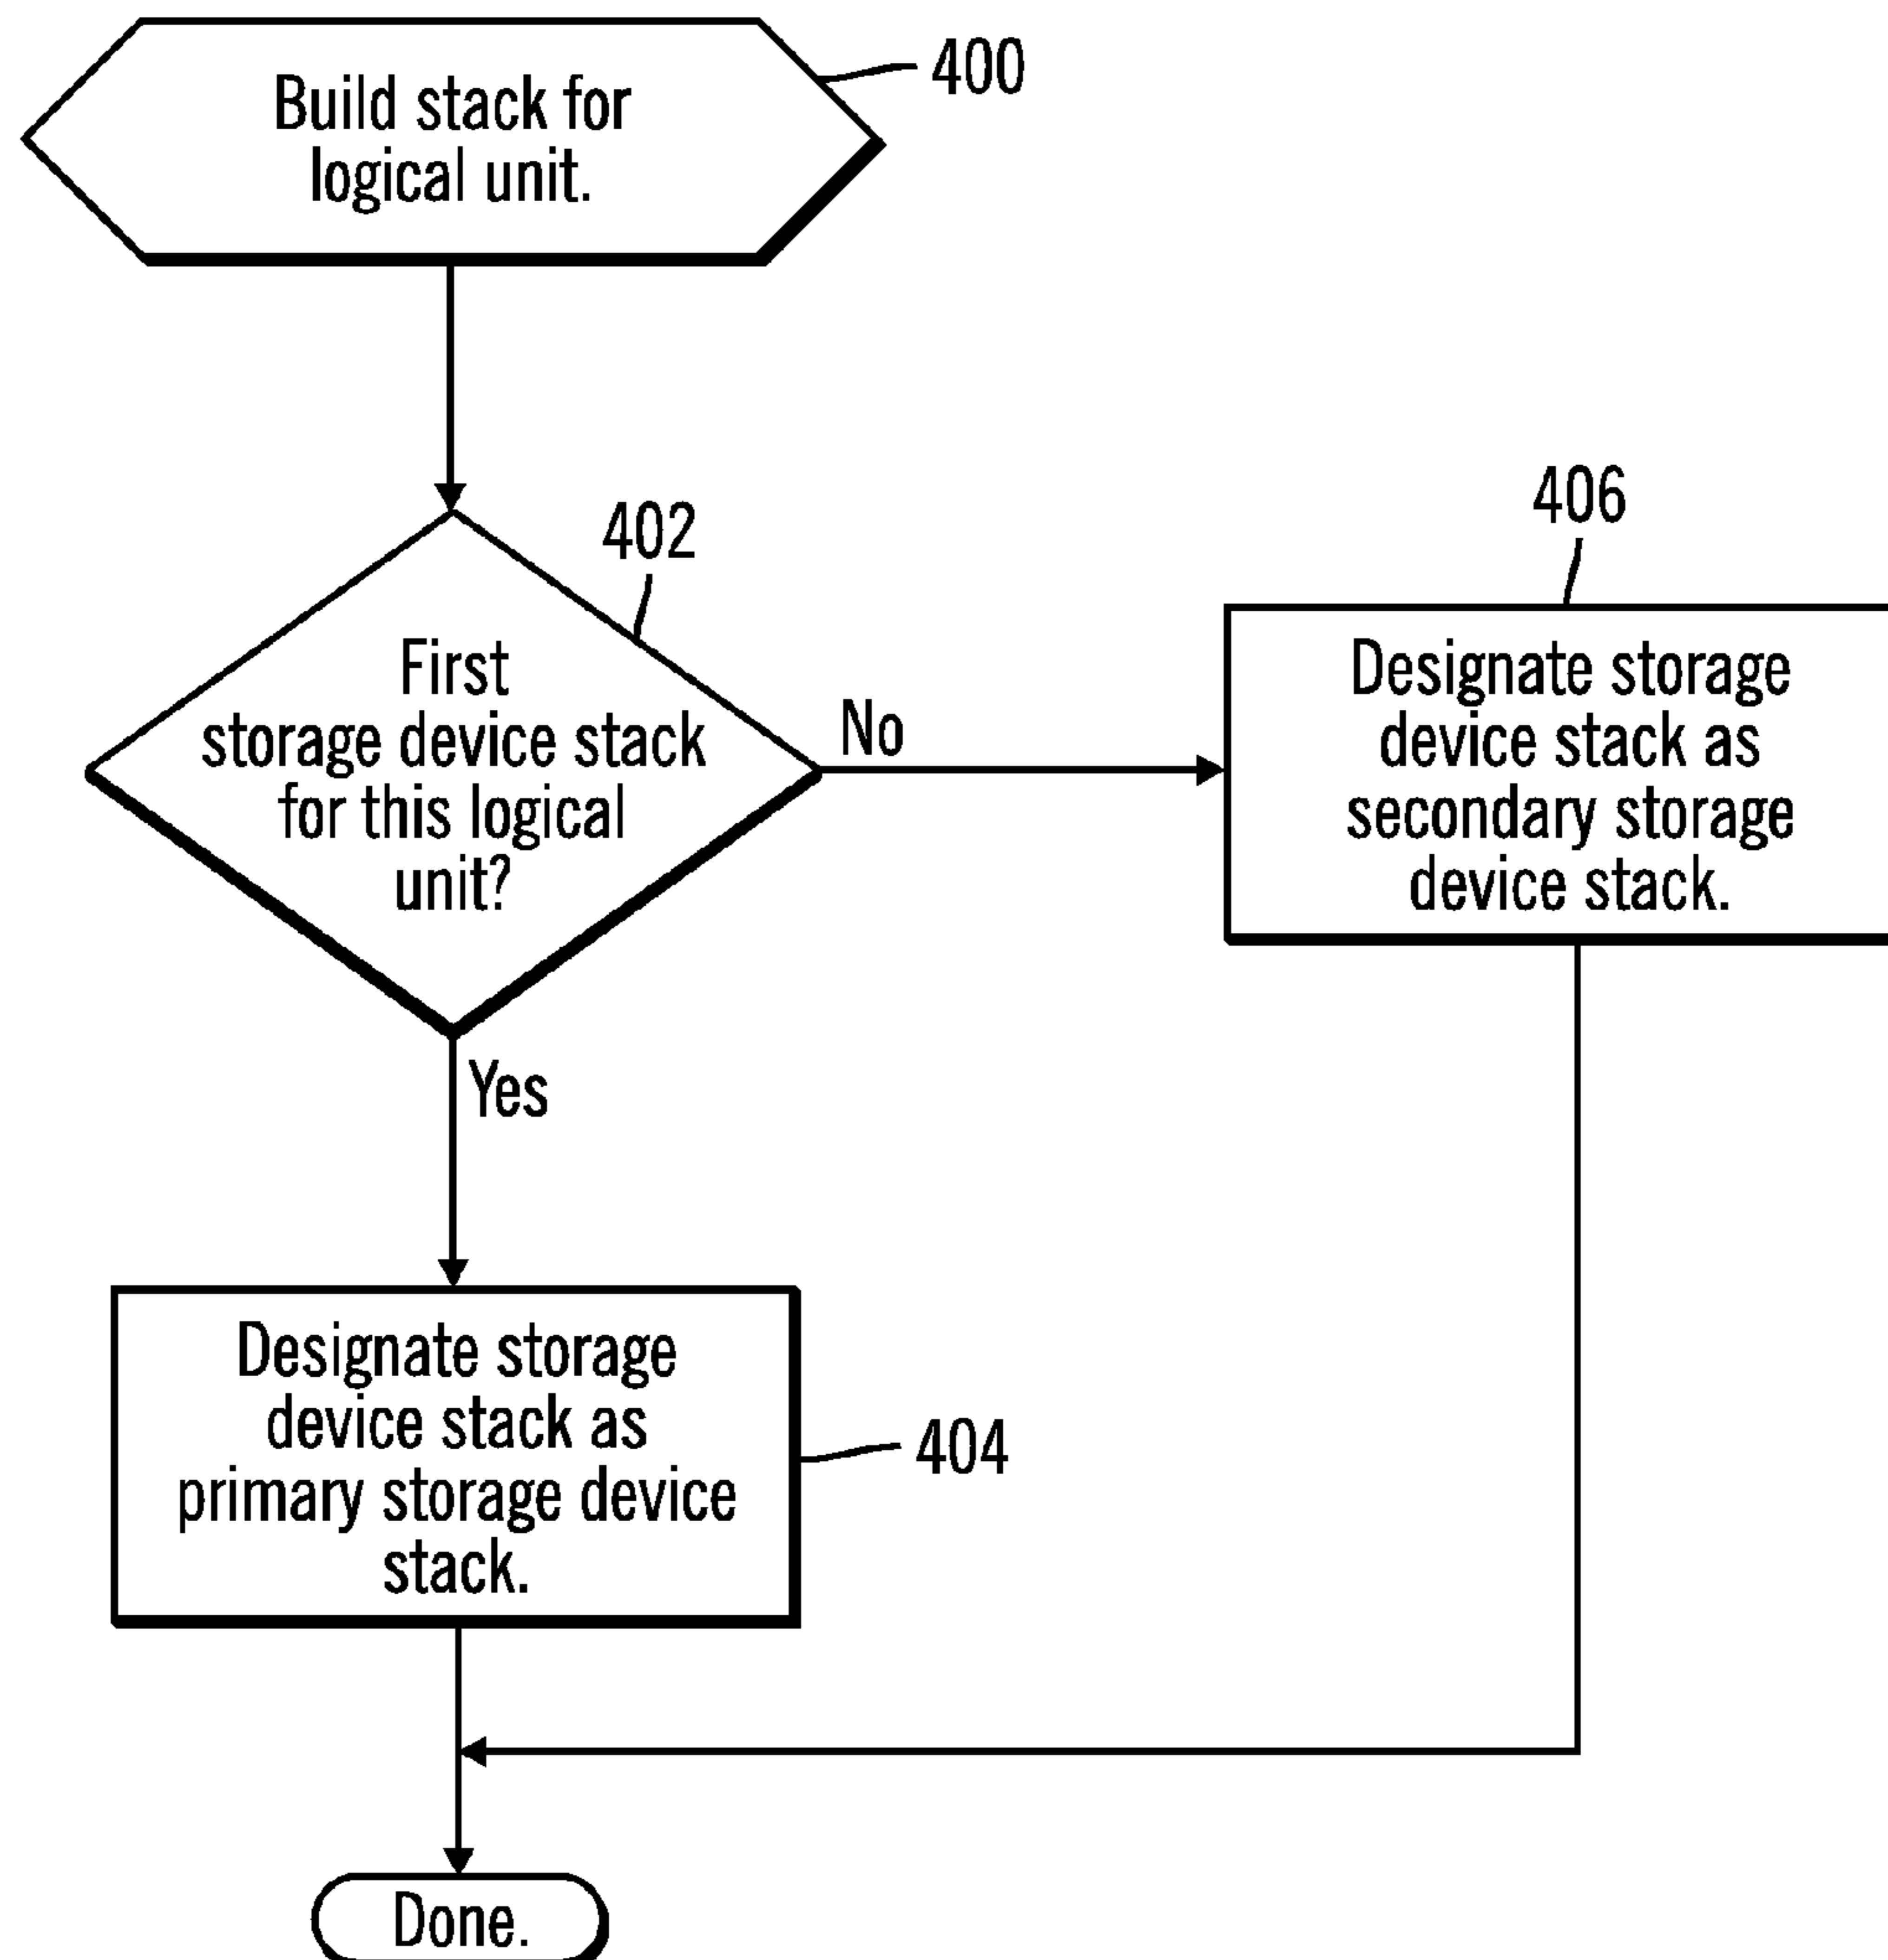 Build stack for
logical unit.
400
402
First
storage device stack
for this logical
unit?
No
406
Designate storage
device stack as
secondary storage
device stack.
Yes
Designate storage
device stack as
primary storage device
stack.
404
Done.